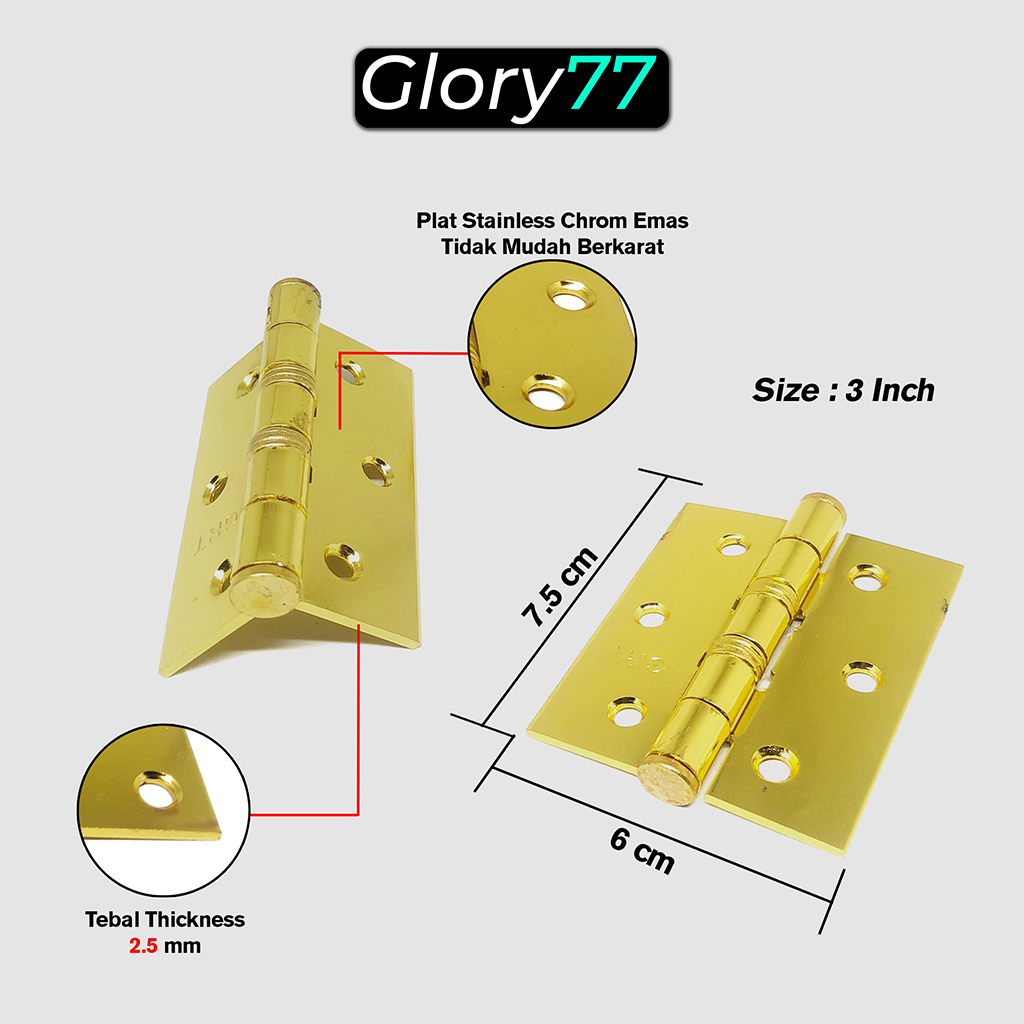 Glory77
Plat Stainless Chrom Emas
Tidak Mudah Berkarat
Size : 3 Inch
7.5 cm
6 cm
Tebal Thickness
2.5 mm